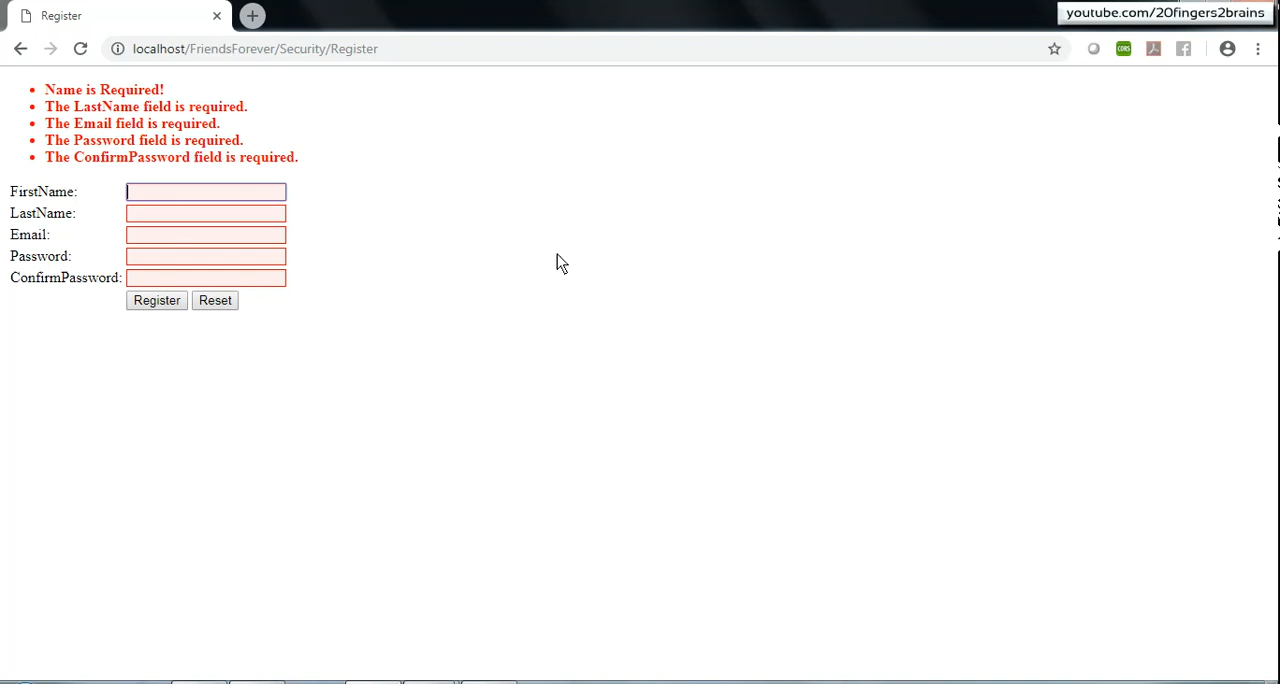 Register
youtube.com/20fingers2brains
localhost/FriendsForever/Security/Register
CORS
Name is Required!
The LastName field is required.
The Email field is required.
The Password field is required.
The ConfirmPassword field is required.
FirstName:
LastName:
Email:
Password:
ConfirmPassword:
Register Reset